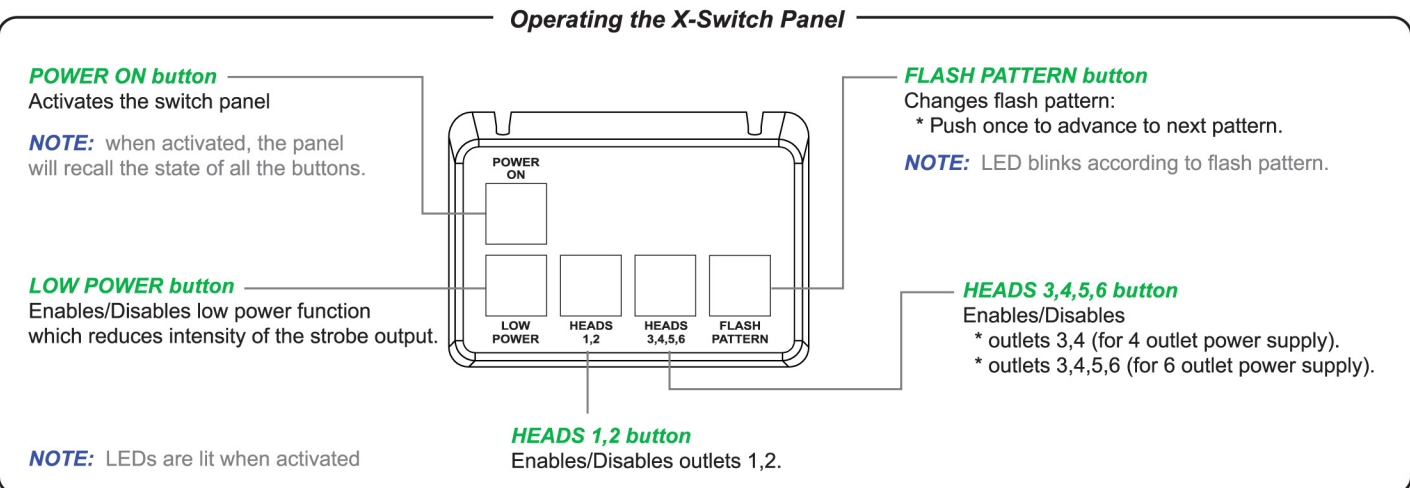 Operating the X-Switch Panel
POWER ON button
Activates the switch panel
NOTE: when activated, the panel
will recall the state of all the buttons.
LOW POWER button
Enables/Disables low power function
which reduces intensity of the strobe output.
NOTE: LEDs are lit when activated
POWER
ON
LOW
POWER
HEADS
1,2
HEADS
3,4,5,6
FLASH
PATTERN
HEADS 1,2 button
Enables/Disables outlets 1,2.
FLASH PATTERN button
Changes flash pattern:
* Push once to advance to next pattern.
NOTE: LED blinks according to flash pattern.
HEADS 3,4,5,6 button
Enables/Disables
* outlets 3,4 (for 4 outlet power supply).
* outlets 3,4,5,6 (for 6 outlet power supply).